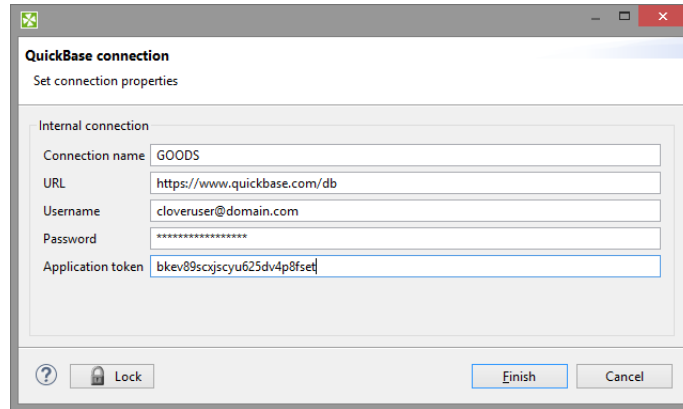 QuickBase connection
Set connection properties
Internal connection
Connection name GOODS
URL https://www.quickbase.com/db
Username cloveruser@domain.com
Password *****************
Application token bkev89scxjscyu625dv4p8fset
? Lock Finish Cancel